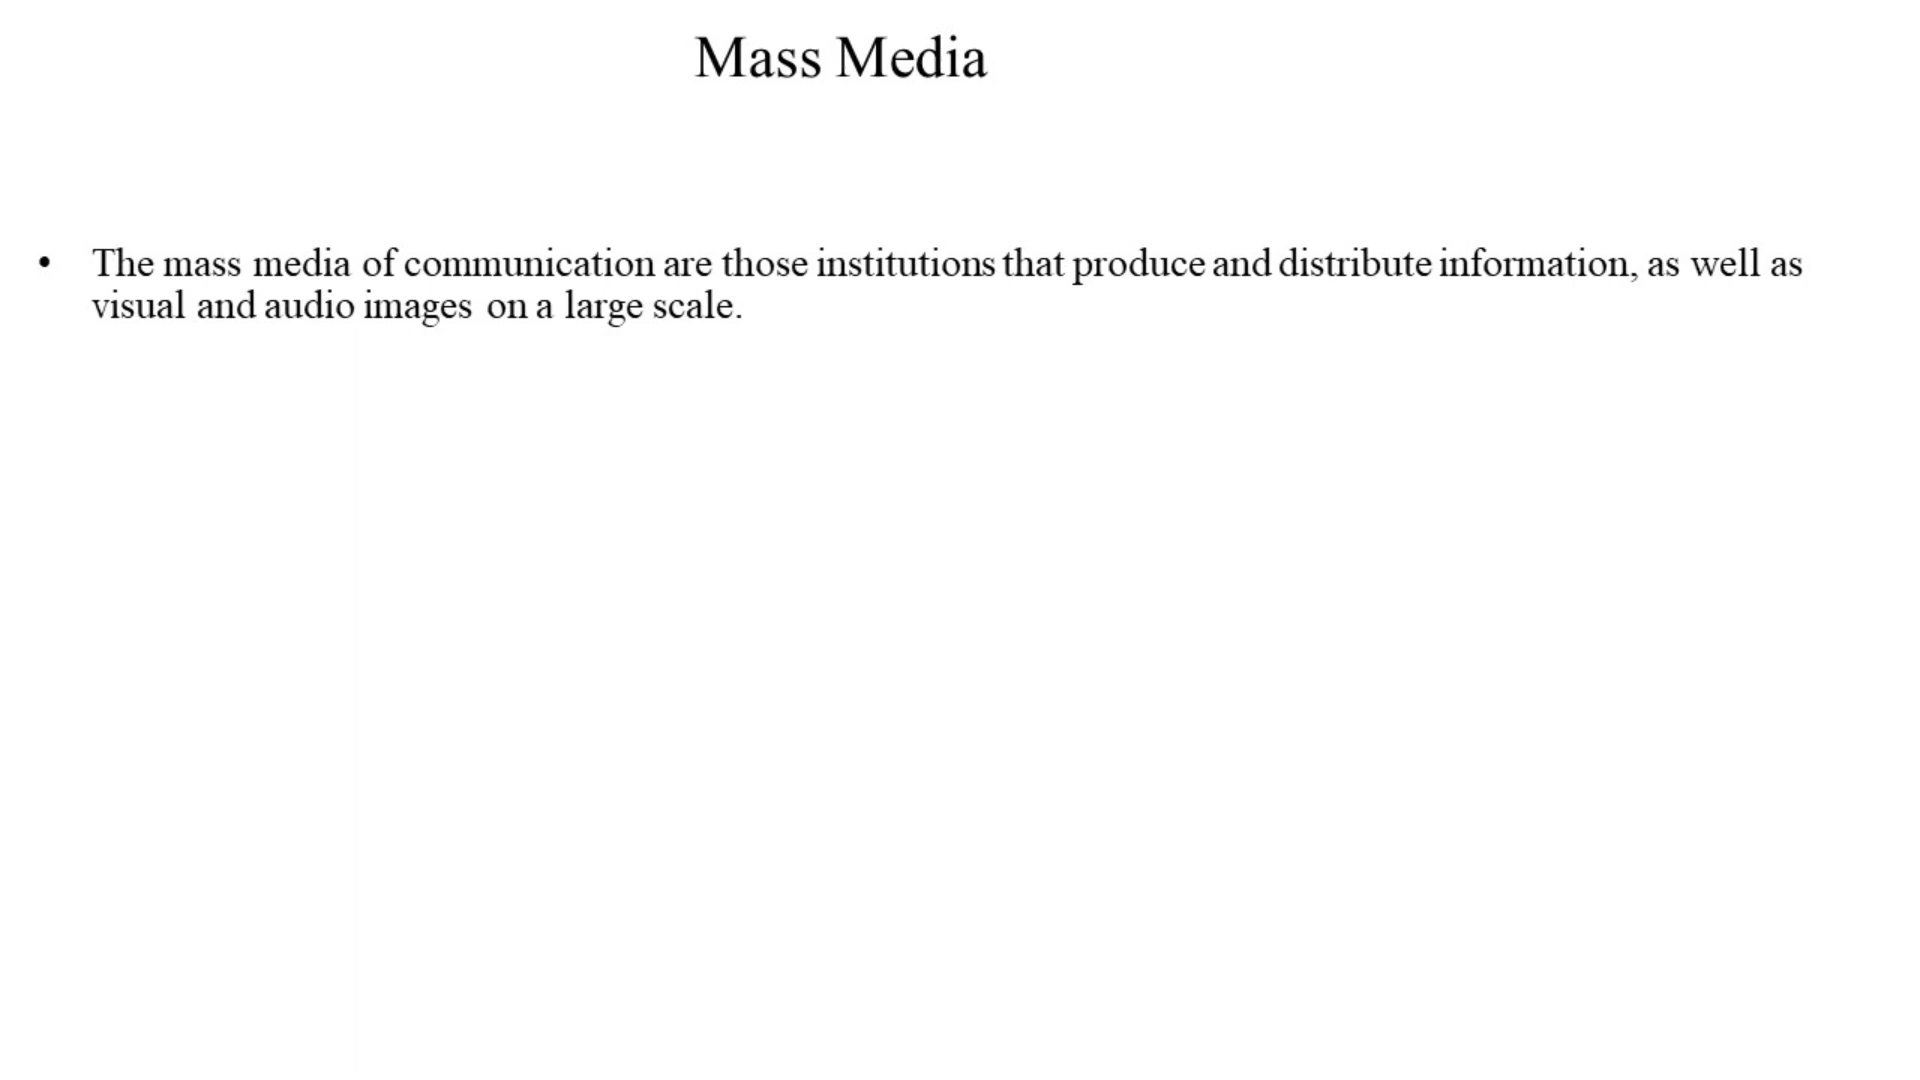 Mass Media
• The mass media of communication are those institutions that produce and distribute information, as well as
visual and audio images on a large scale.